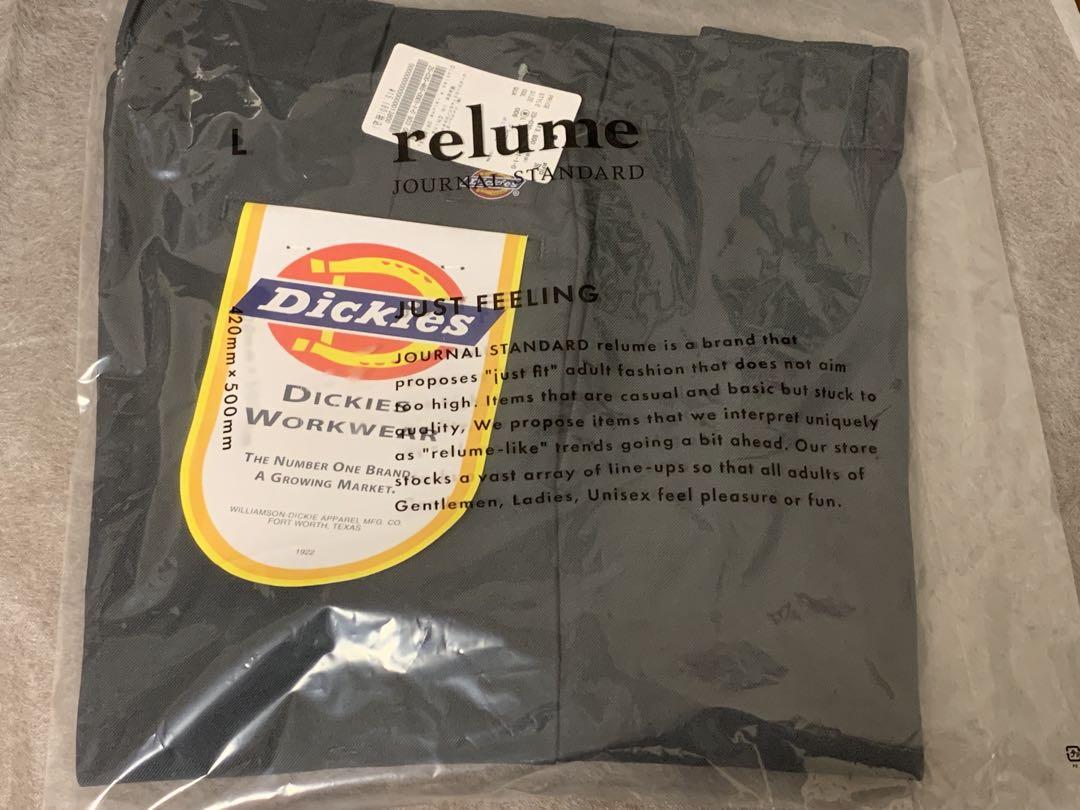 L
relume
JOURNAL STANDARD
Dickies
420mm×500mm
Dickies
DICKIES
WORKWEAR
THE NUMBER ONE BRAND
A GROWING MARKET.
WILLIAMSON-DICKIE APPAREL MFG. CO.
FORT WORTH, TEXAS
1922
JUST FEELING
JOURNAL STANDARD relume is a brand that
proposes "just fit" adult fashion that does not aim
too high. Items that are casual and basic but stuck to
quality, We propose items that we interpret uniquely
as "relume-like" trends going a bit ahead. Our store
stocks a vast array of line-ups so that all adults of
Gentlemen, Ladies, Unisex feel pleasure or fun.